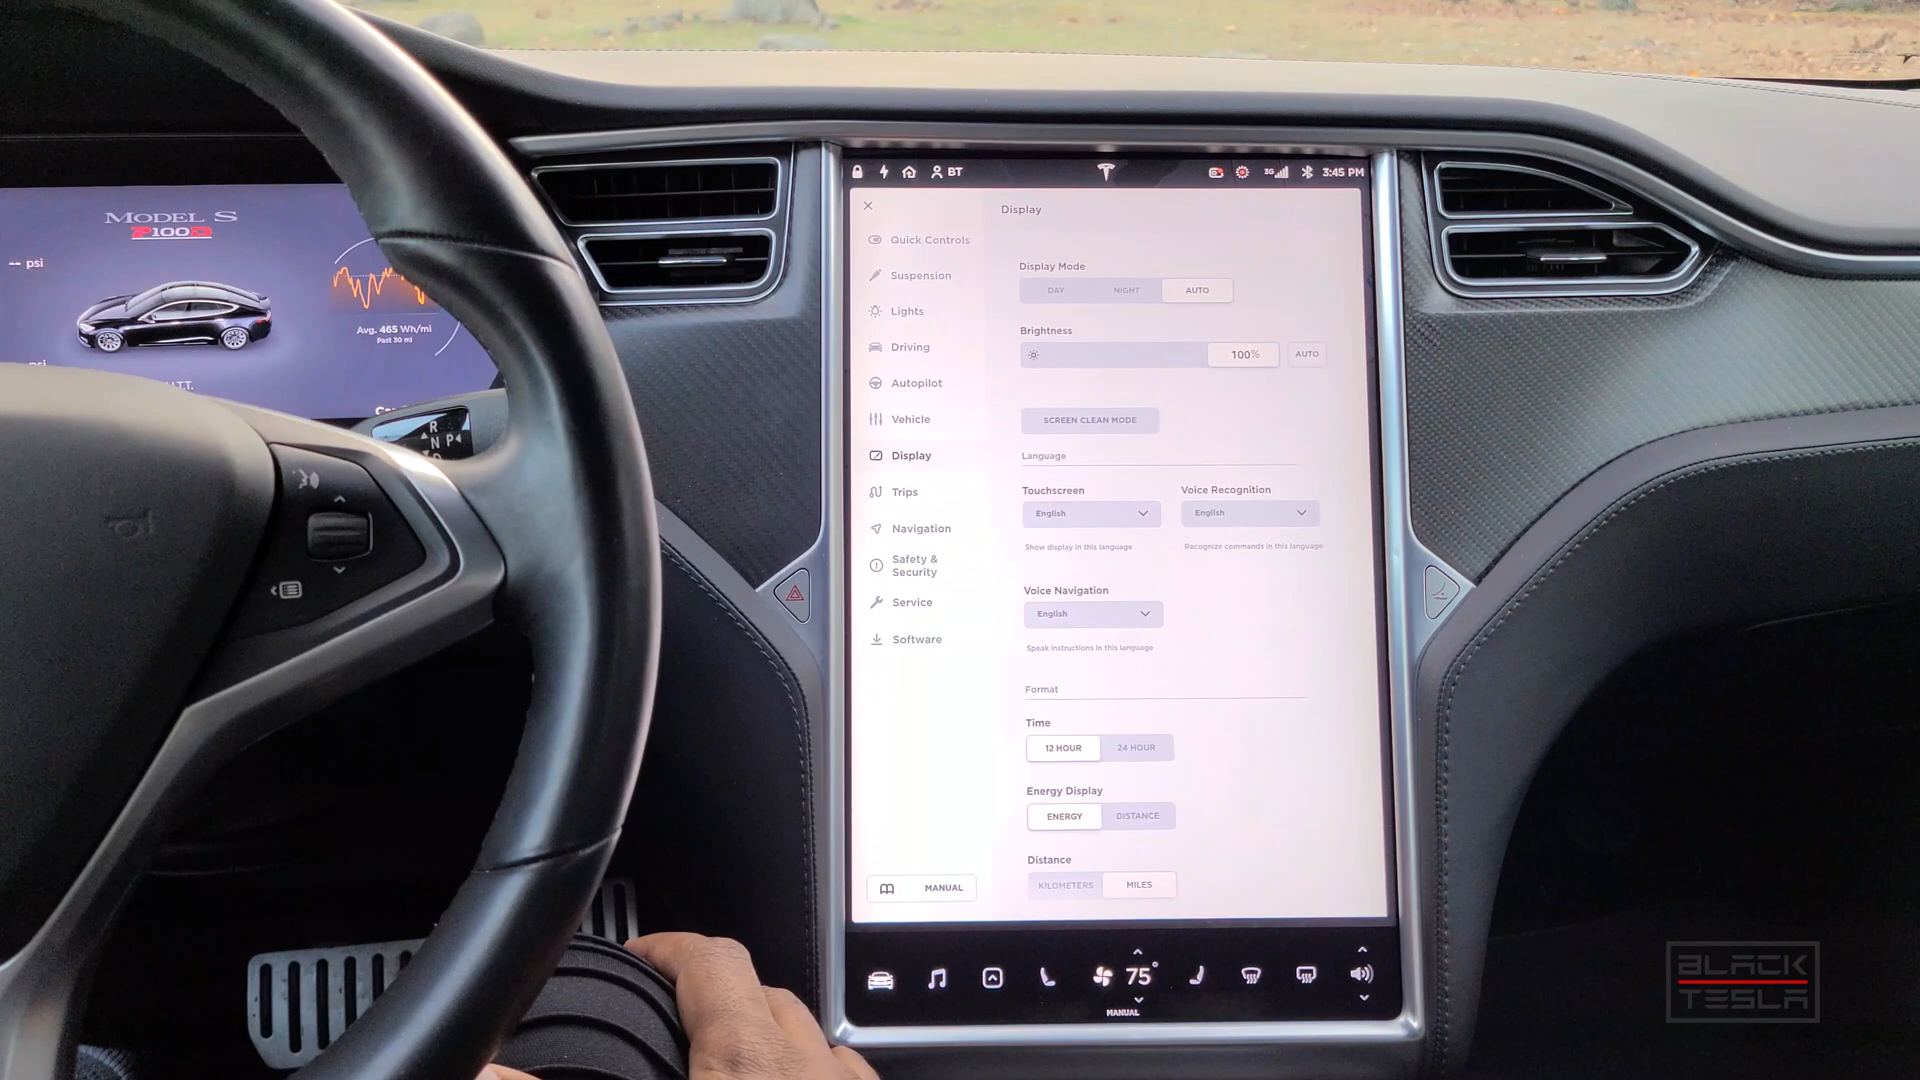 MODEL S
P100D
-- psi
psi
Avg. 465 Wh/mi
Past 30 mi
R
N P
BT
3G
3:45 PM
Display
Quick Controls
Suspension
Lights
Driving
Autopilot
Vehicle
Display
Trips
Navigation
Safety &
Security
Service
Software
MANUAL
Display Mode
DAY NIGHT AUTO
Brightness
100% AUTO
SCREEN CLEAN MODE
Language
Touchscreen Voice Recognition
English English
Show display in this language Recognize commands in this language
Voice Navigation
English
Speak instructions in this language
Format
Time
12 HOUR 24 HOUR
Energy Display
ENERGY DISTANCE
Distance
KILOMETERS MILES
75°
MANUAL
BLACK
TESLA